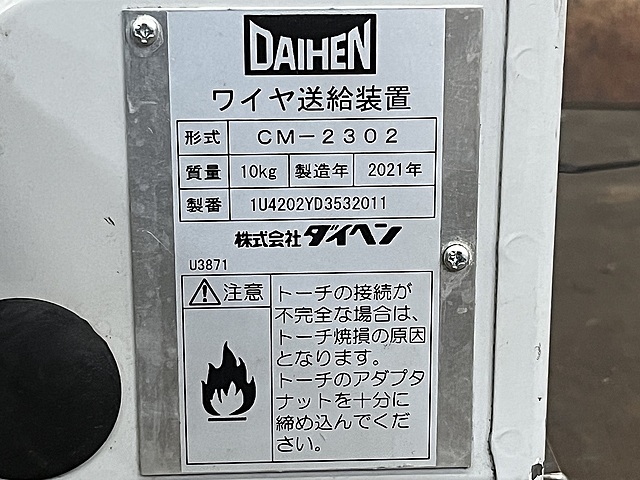 DAIHEN
ワイヤ送給装置
形式 CM-2302
質量 10kg 製造年 2021年
製番 1U4202YD3532011
株式会社ダイヘン
U3871
注意
トーチの接続が
不完全な場合は、
トーチ焼損の原因
となります。
トーチのアダプタ
ナットを十分に
締め込んでくだ
さい。